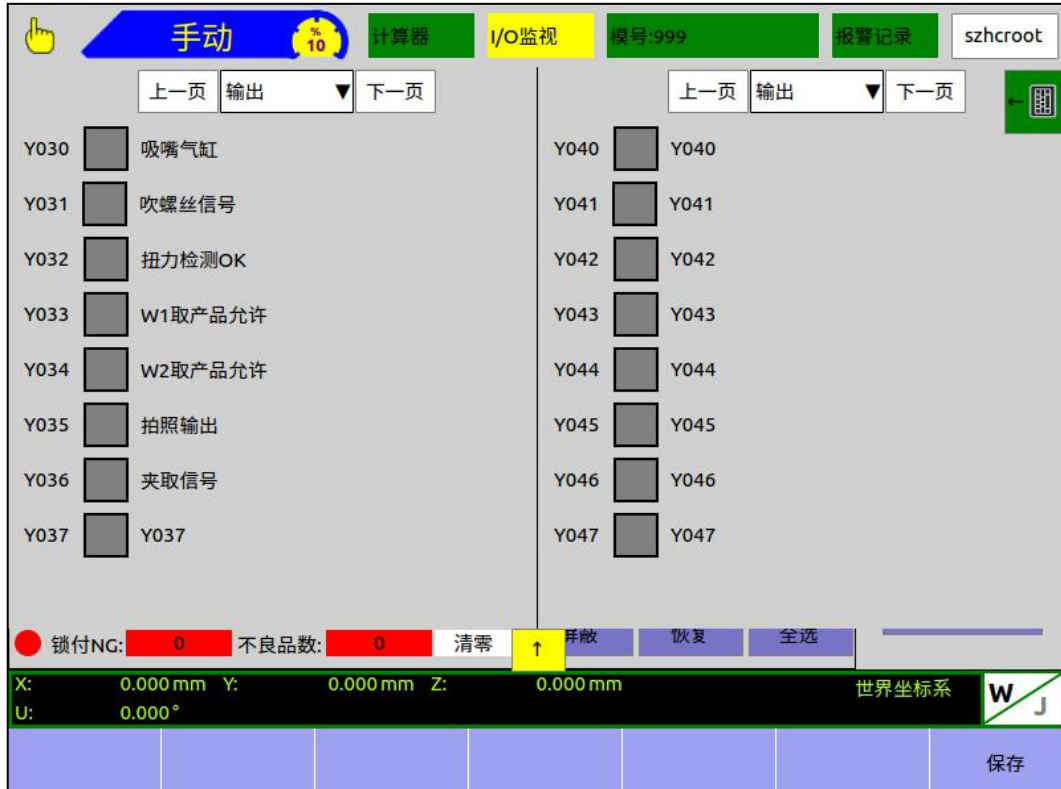 手动 % 10 计算器 I/O监视 模号:999 报警记录 szhcroot
上一页 输出 ▼ 下一页 上一页 输出 ▼ 下一页
←
Y030 吸嘴气缸 Y040 Y040
Y031 吹螺丝信号 Y041 Y041
Y032 扭力检测OK Y042 Y042
Y033 W1取产品允许 Y043 Y043
Y034 W2取产品允许 Y044 Y044
Y035 拍照输出 Y045 Y045
Y036 夹取信号 Y046 Y046
Y037 Y037 Y047 Y047
锁付NG: 0 不良品数: 0 清零 ↑ 屏蔽 恢复 全选
X: 0.000 mm Y: 0.000 mm Z: 0.000 mm 世界坐标系 W J
U: 0.000 °
保存